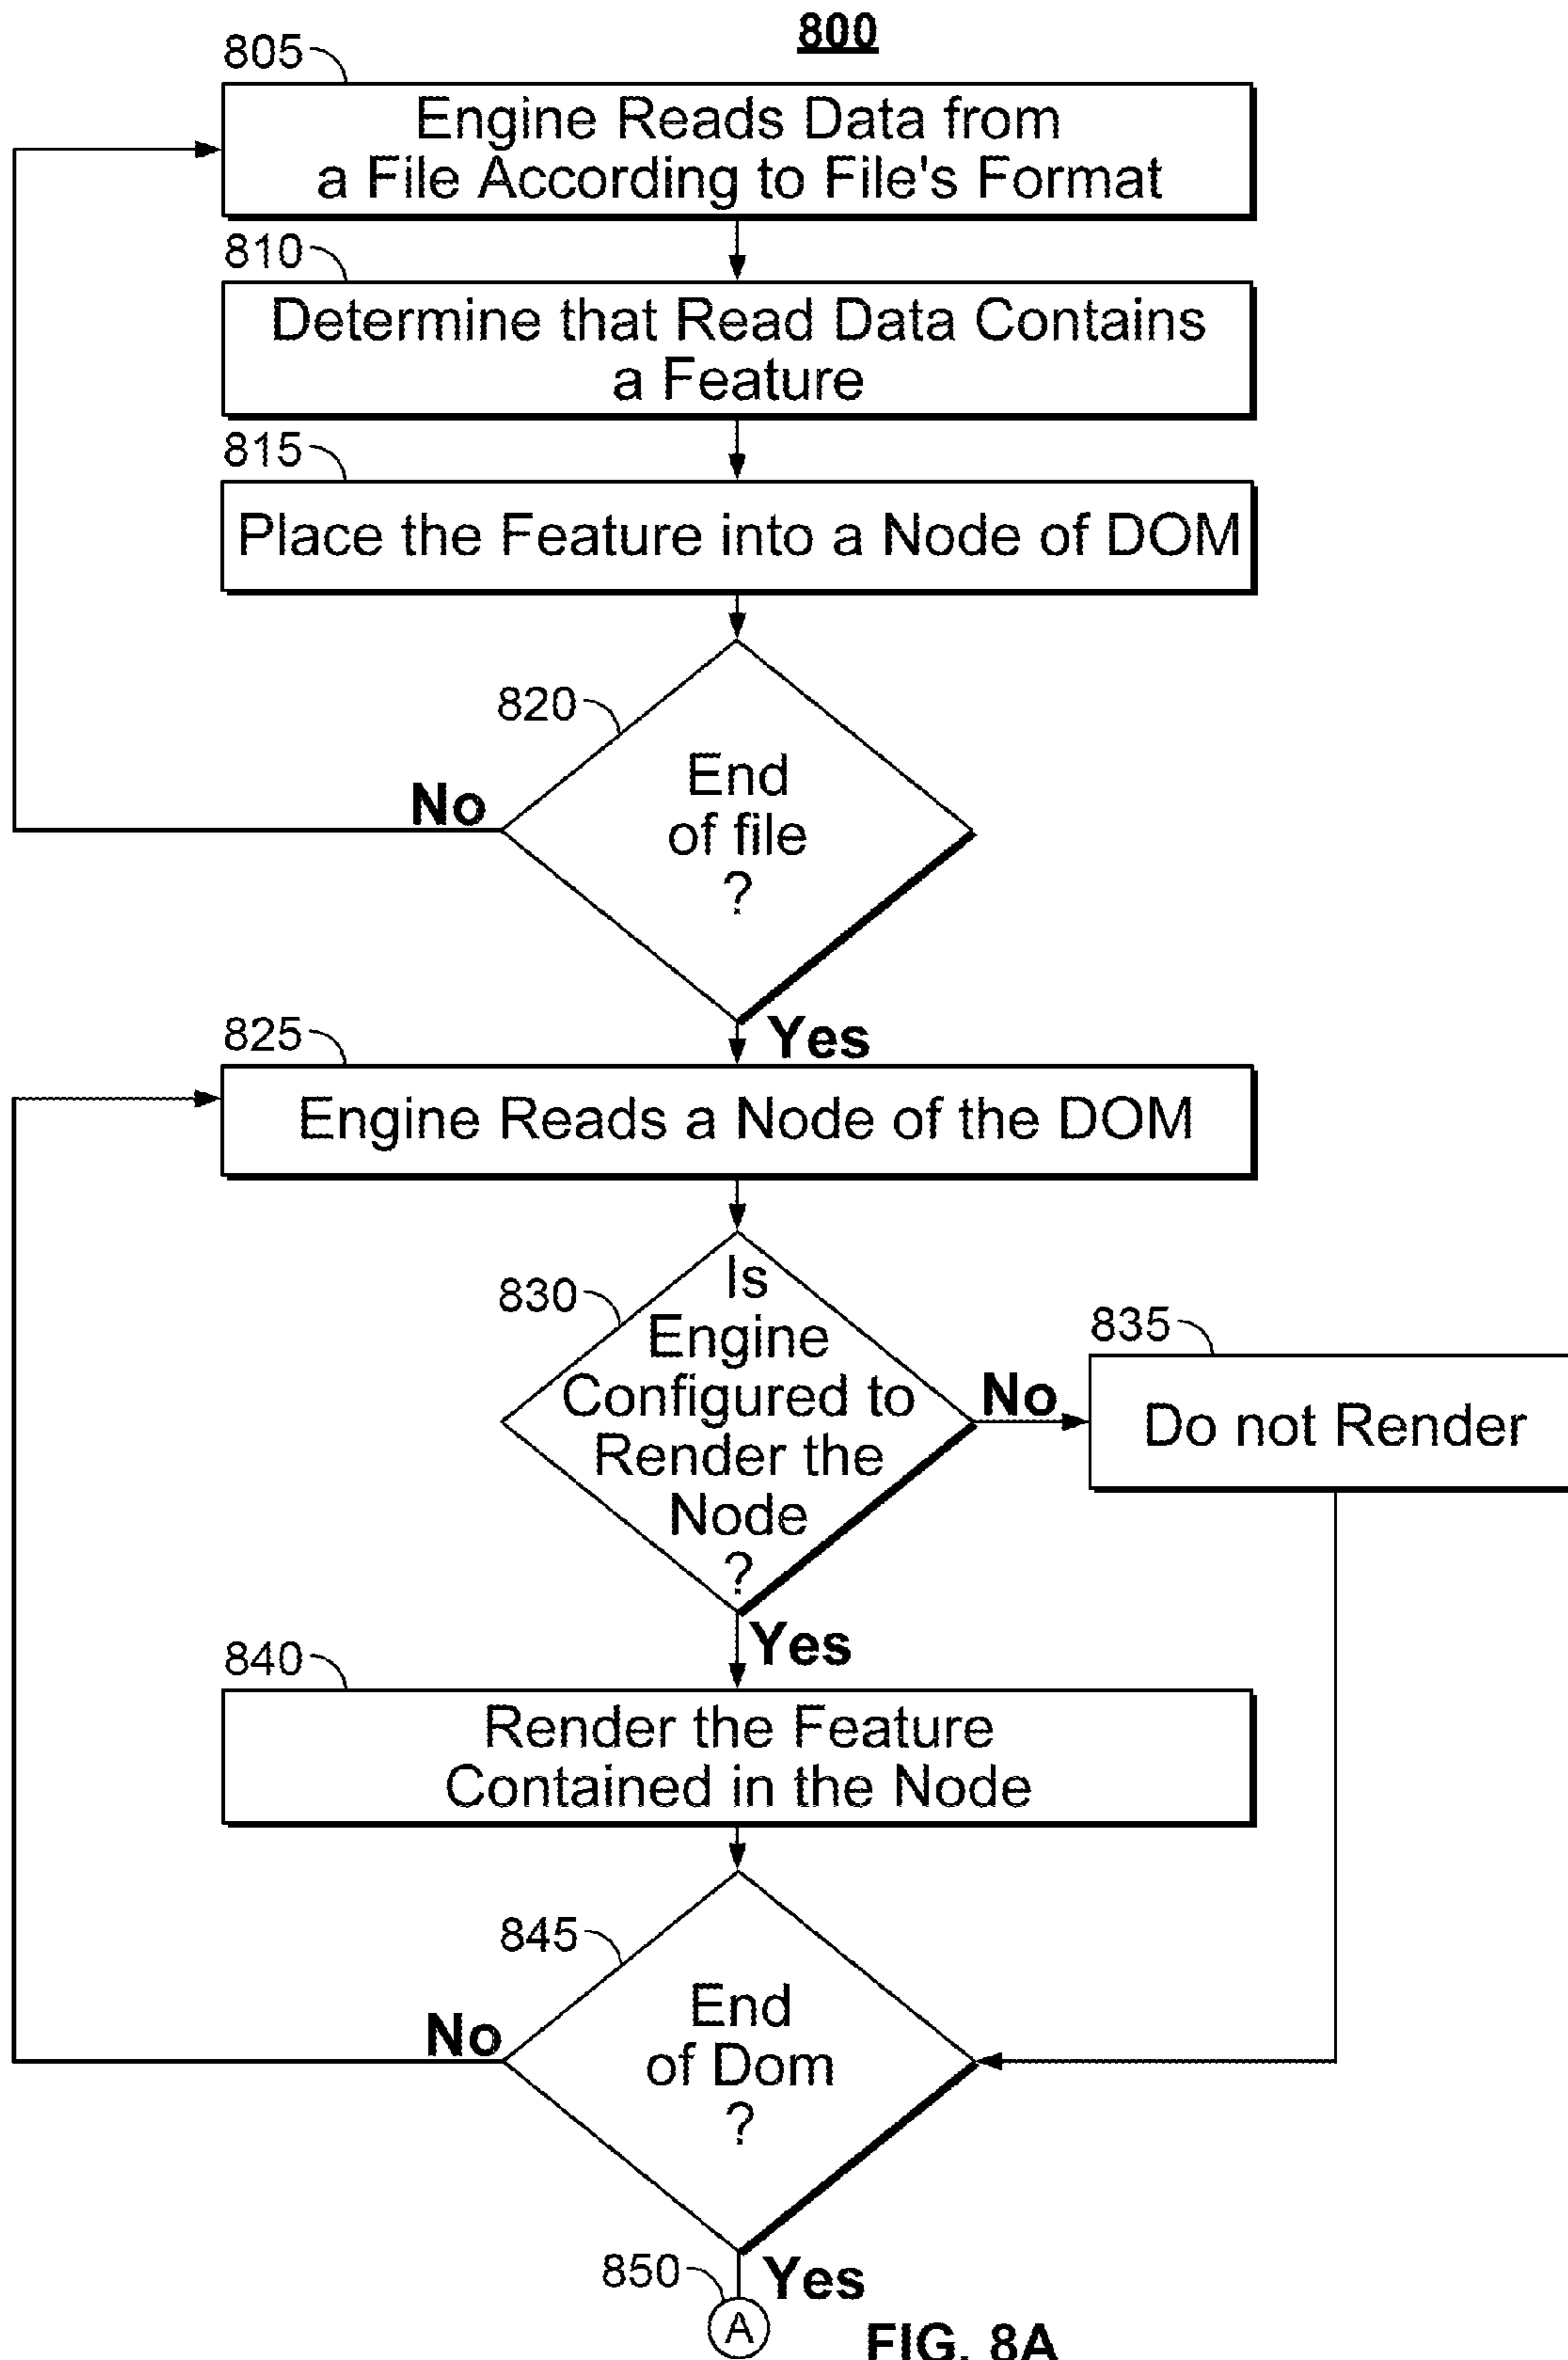 800
805
Engine Reads Data from
a File According to File's Format
810
Determine that Read Data Contains
a Feature
815
Place the Feature into a Node of DOM
820
End
of file
?
No
Yes
825
Engine Reads a Node of the DOM
830
Is
Engine
Configured to
Render the
Node
?
No
835
Do not Render
Yes
840
Render the Feature
Contained in the Node
845
End
of Dom
?
No
Yes
850
A
FIG. 8A